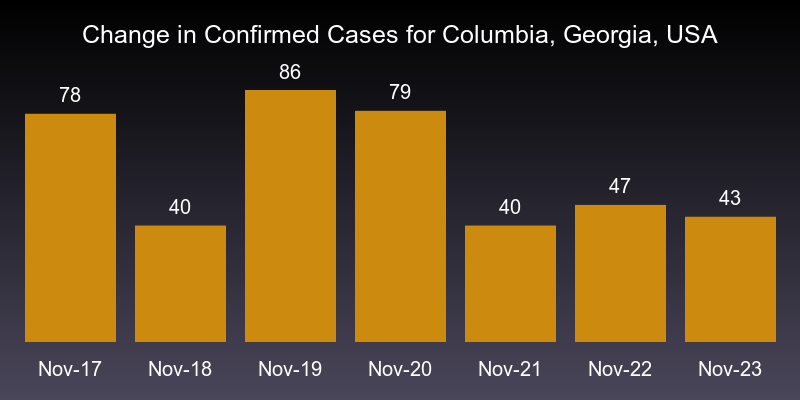 Change in Confirmed Cases for Columbia, Georgia, USA
78
40
86
79
40
47
43
Nov-17
Nov-18
Nov-19
Nov-20
Nov-21
Nov-22
Nov-23